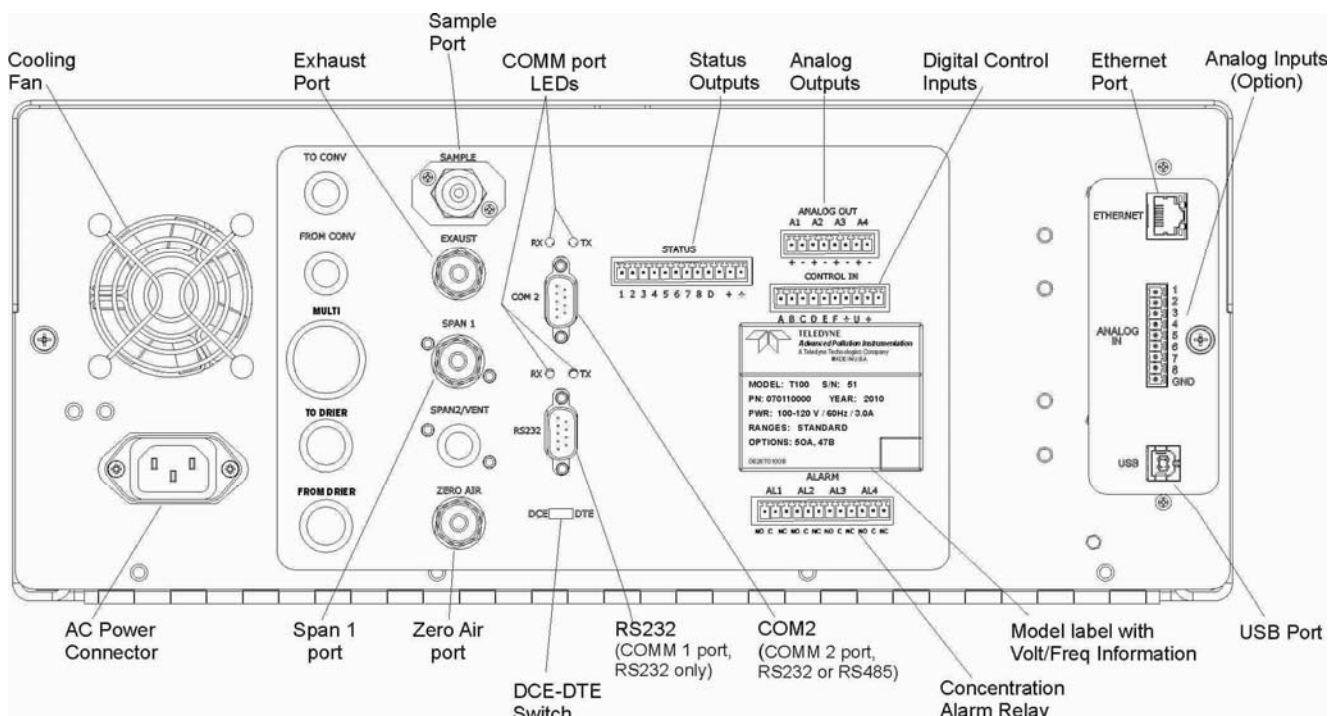 Cooling
Fan
Exhaust
Port
Sample
Port
COMM port
LEDs
Status
Outputs
Analog
Outputs
Digital Control
Inputs
Ethernet
Port
Analog Inputs
(Option)
TO CONV
FROM CONV
MULTI
TO DRIER
FROM DRIER
SAMPLE
EXAUST
SPAN 1
SPAN2/VENT
ZERO AIR
RX TX
COM 2
RX TX
RS232
DCE DTE
STATUS
1 2 3 4 5 6 7 8 D +
ANALOG OUT
A1 A2 A3 A4
+ - + - + - + -
CONTROL IN
A B C D E F U +
TELEDYNE
Advanced Pollution Instrumentation
A Teledyne Technologies Company
MADE IN U.S.A.
MODEL: T100 S/N: 51
PN: 070110000 YEAR: 2010
PWR: 100-120 V / 60Hz / 3.0A
RANGES: STANDARD
OPTIONS: 50A, 47B
ALARM
AL1 AL2 AL3 AL4
NO C NC NO C NC NO C NC NO C NC
ETHERNET
ANALOG
IN
1
2
3
4
5
6
7
8
GND
USB
AC Power
Connector
Span 1
port
Zero Air
port
DCE-DTE
Switch
RS232
(COMM 1 port,
RS232 only)
COM2
(COMM 2 port,
RS232 or RS485)
Concentration
Alarm Relay
Model label with
Volt/Freq Information
USB Port